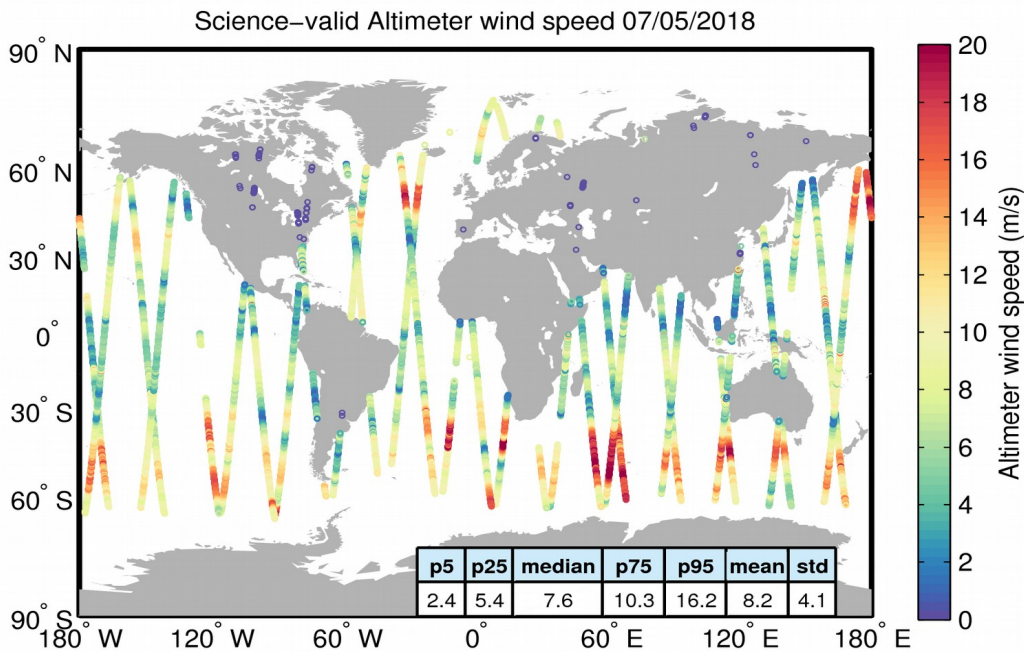 Science−valid Altimeter wind speed 07/05/2018
90° N
60° N
30° N
0°
30° S
60° S
90° S
180° W
120° W
60° W
0°
60° E
120° E
180° E
p5 p25 median p75 p95 mean std
2.4 5.4 7.6 10.3 16.2 8.2 4.1
20
18
16
14
12
10
8
6
4
2
0
Altimeter wind speed (m/s)